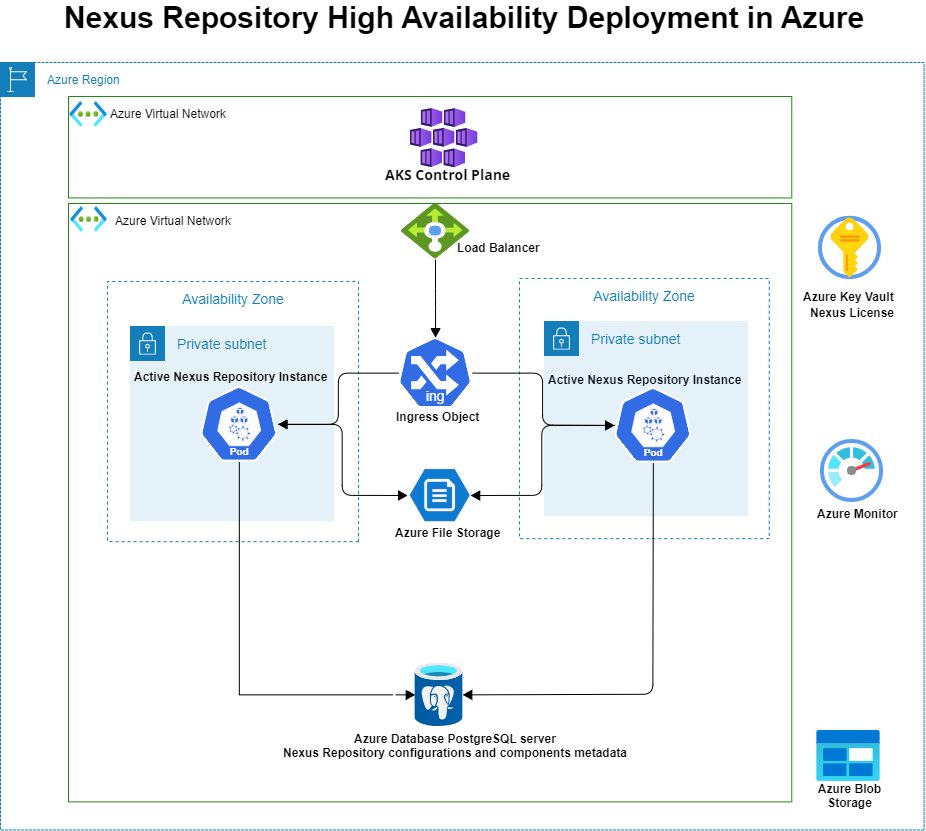 Nexus Repository High Availability Deployment in Azure
Azure Region
Azure Virtual Network
AKS Control Plane
Azure Virtual Network
Load Balancer
Availability Zone
Private subnet
Active Nexus Repository Instance
Pod
ing
Ingress Object
Azure File Storage
Availability Zone
Private subnet
Active Nexus Repository Instance
Pod
Azure Database PostgreSQL server
Nexus Repository configurations and components metadata
Azure Key Vault
Nexus License
Azure Monitor
Azure Blob
Storage